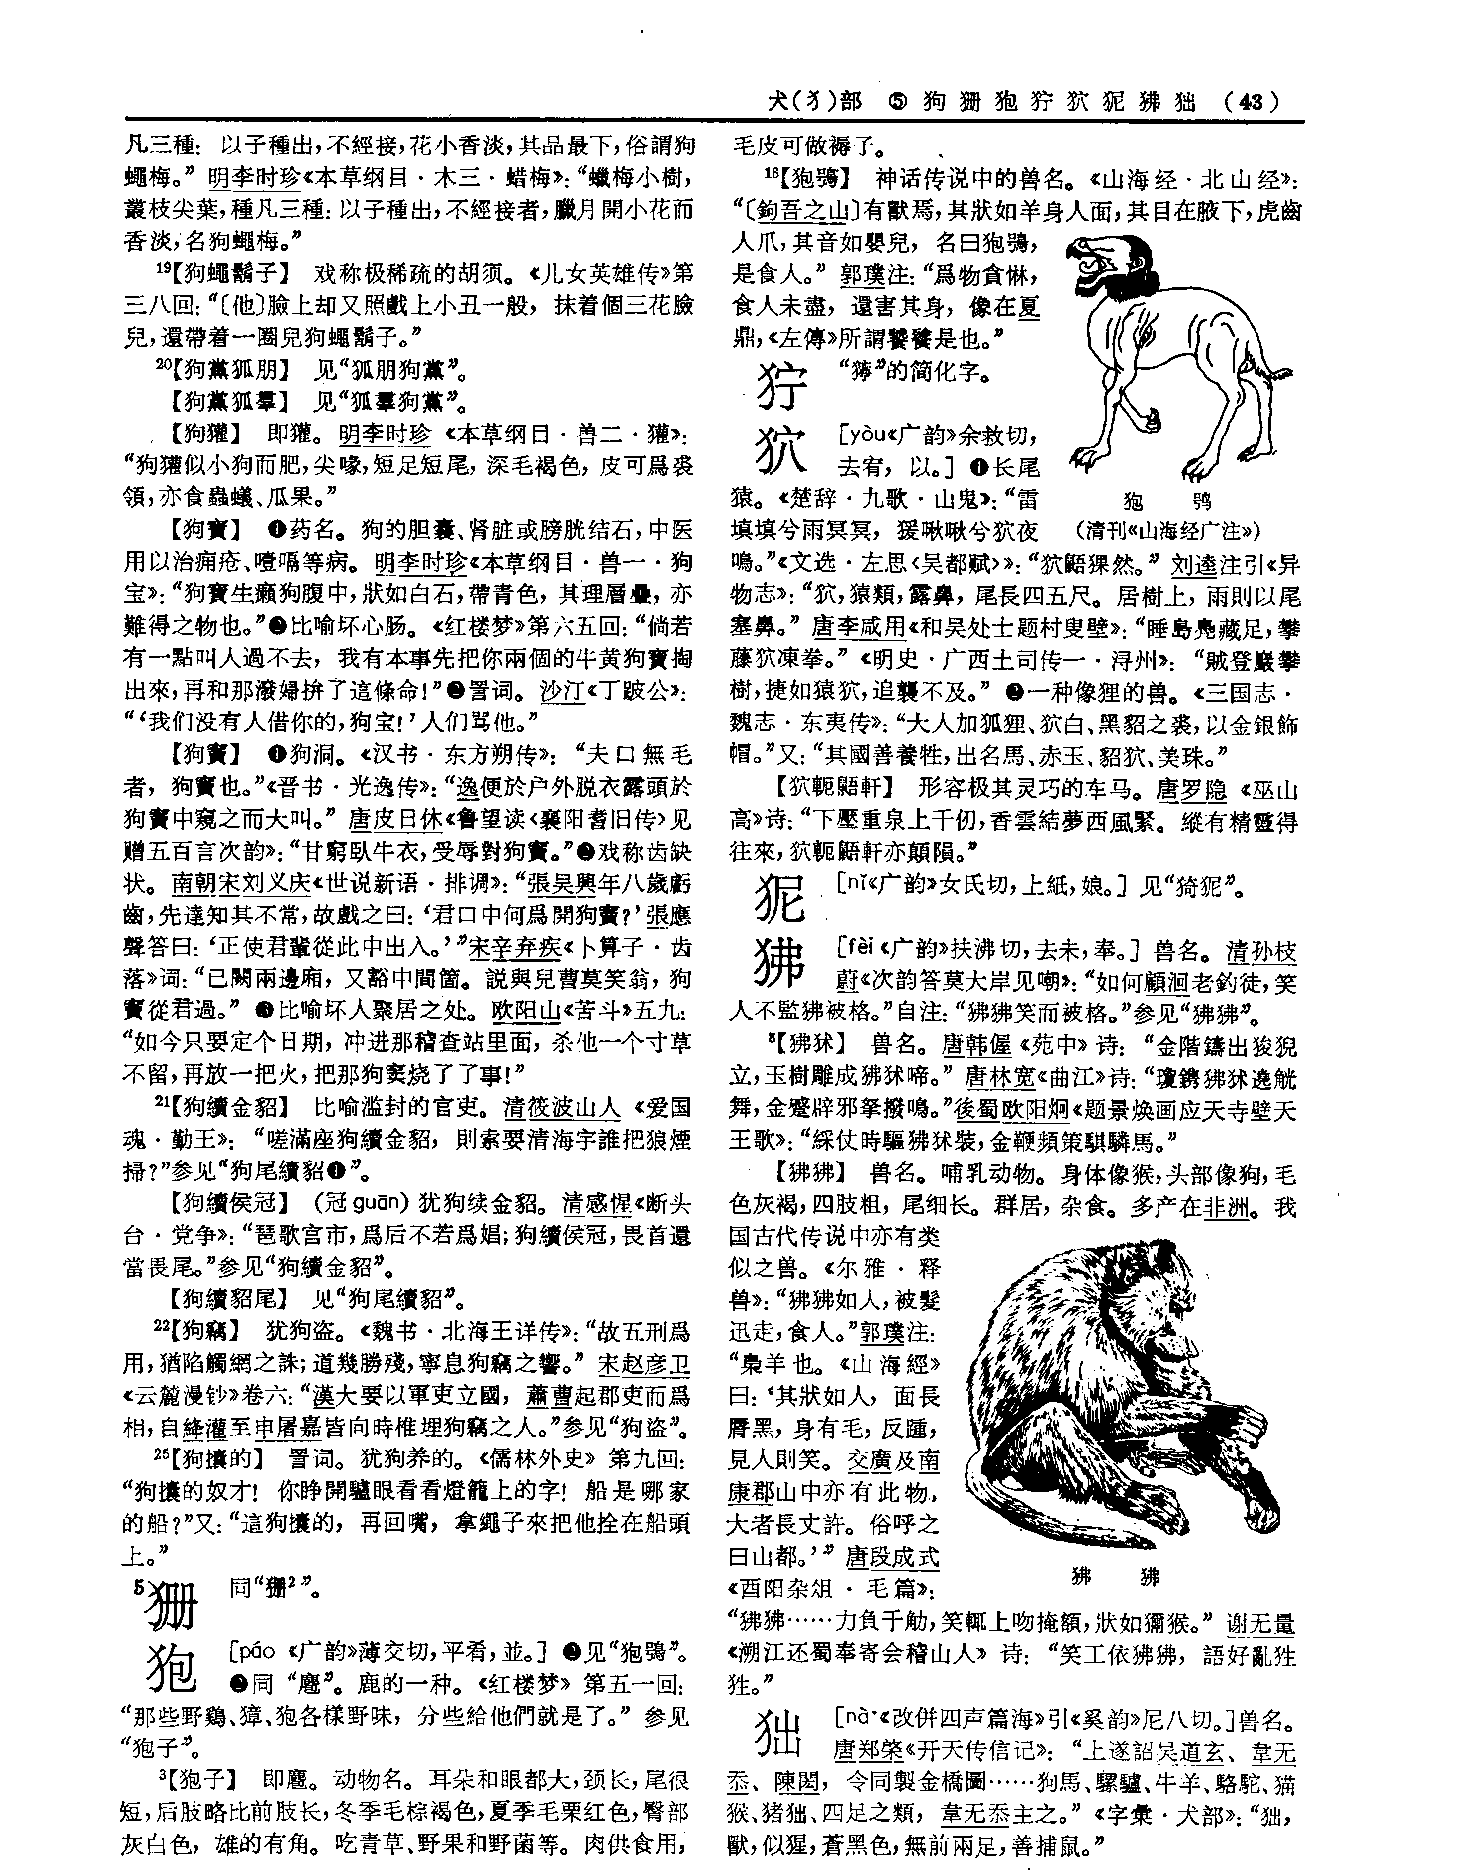 犬(犭)部 ⑤ 狗 狦 狍 狞 狖 狔 狒 狤 (43)
凡三種：以子種出，不經接，花小香淡，其品最下，俗謂狗
蠅梅。”明李时珍《本草纲目·木三·蜡梅》：“蠟梅小樹，
叢枝尖葉，種凡三種：以子種出，不經接者，臘月開小花而
香淡，名狗蠅梅。”
19【狗蠅鬍子】 戏称极稀疏的胡须。《儿女英雄传》第
三八回：“〔他〕臉上却又照戲上小丑一般，抹着個三花臉
兒，還帶着一圈兒狗蠅鬍子。”
20【狗黨狐朋】 见“狐朋狗黨”。
【狗黨狐羣】 见“狐羣狗黨”。
【狗獾】 即獾。明李时珍《本草纲目·兽二·獾》：
“狗獾似小狗而肥，尖喙，短足短尾，深毛褐色，皮可爲裘
領，亦食蟲蟻、瓜果。”
【狗寶】 ❶药名。狗的胆囊、肾脏或膀胱结石，中医
用以治痈疮、噎嗝等病。明李时珍《本草纲目·兽一·狗
宝》：“狗寶生癩狗腹中，狀如白石，帶青色，其理層疊，亦
難得之物也。”❷比喻坏心肠。《红楼梦》第六五回：“倘若
有一點叫人過不去，我有本事先把你兩個的牛黄狗寶掏
出來，再和那潑婦拚了這條命！”❸詈词。沙汀《丁跛公》：
“‘我们没有人借你的，狗宝！’人们骂他。”
【狗竇】 ❶狗洞。《汉书·东方朔传》：“夫口無毛
者，狗竇也。”《晋书·光逸传》：“逸便於户外脱衣露頭於
狗竇中窺之而大叫。”唐皮日休《鲁望读〈襄阳耆旧传〉见
赠五百言次韵》：“甘窮臥牛衣，受辱對狗竇。”❷戏称齿缺
状。南朝宋刘义庆《世说新语·排调》：“張吴興年八歲虧
齒，先達知其不常，故戲之曰：‘君口中何爲開狗竇？’張應
聲答曰：‘正使君輩從此中出入。’”宋辛弃疾《卜算子·齿
落》词：“已闕兩邊廂，又豁中間箇。説與兒曹莫笑翁，狗
竇從君過。”❸比喻坏人聚居之处。欧阳山《苦斗》五九：
“如今只要定个日期，冲进那稽查站里面，杀他一个寸草
不留，再放一把火，把那狗窦烧了了事！”
21【狗續金貂】 比喻滥封的官吏。清筱波山人《爱国
魂·勤王》：“嗟滿座狗續金貂，則索要清海宇誰把狼煙
掃？”参见“狗尾續貂❶”。
【狗續侯冠】 (冠 guān) 犹狗续金貂。清感惺《断头
台·党争》：“琶歌宫市，爲后不若爲娼；狗續侯冠，畏首還
當畏尾。”参见“狗續金貂”。
【狗續貂尾】 见“狗尾續貂”。
22【狗竊】 犹狗盗。《魏书·北海王详传》：“故五刑爲
用，猶陷觸網之誅；道幾勝殘，寧息狗竊之響。”宋赵彦卫
《云麓漫钞》卷六：“漢大要以軍吏立國，蕭曹起郡吏而爲
相，自絳灌至申屠嘉皆向時椎埋狗竊之人。”参见“狗盗”。
25【狗攮的】 詈词。犹狗养的。《儒林外史》第九回：
“狗攮的奴才！你睁開驢眼看看燈籠上的字！船是哪家
的船？”又：“這狗攮的，再回嘴，拿繩子來把他拴在船頭
上。”
5狦 同“狦2”。
狍 [páo《广韵》薄交切，平肴，並。] ❶见“狍鴞”。
❷同“麅”。鹿的一种。《红楼梦》第五一回：
“那些野鷄、獐、狍各樣野味，分些給他們就是了。”参见
“狍子”。
3【狍子】 即麅。动物名。耳朵和眼都大，颈长，尾很
短，后肢略比前肢长，冬季毛棕褐色，夏季毛栗红色，臀部
灰白色，雄的有角。吃青草、野果和野菌等。肉供食用，
毛皮可做褥子。
18【狍鴞】 神话传说中的兽名。《山海经·北山经》：
“〔鉤吾之山〕有獸焉，其狀如羊身人面，其目在腋下，虎齒
人爪，其音如嬰兒，名曰狍鴞，
是食人。”郭璞注：“爲物貪惏，
食人未盡，還害其身，像在夏
鼎，《左傳》所謂饕餮是也。”
狞 “獰”的简化字。
狖 [yòu《广韵》余救切，
去宥，以。] ❶长尾
猿。《楚辞·九歌·山鬼》：“雷
填填兮雨冥冥，猨啾啾兮狖夜
鳴。”《文选·左思〈吴都赋〉》：“狖鼯猓然。”刘逵注引《异
物志》：“狖，猿類，露鼻，尾長四五尺。居樹上，雨則以尾
塞鼻。”唐李咸用《和吴处士题村叟壁》：“睡島鳧藏足，攀
藤狖凍拳。”《明史·广西土司传一·浔州》：“賊登巖攀
樹，捷如猿狖，追襲不及。”❷一种像狸的兽。《三国志·
魏志·东夷传》：“大人加狐狸、狖白、黑貂之裘，以金銀飾
帽。”又：“其國善養牲，出名馬、赤玉、貂狖、美珠。”
【狖軛鼯軒】 形容极其灵巧的车马。唐罗隐《巫山
高》诗：“下壓重泉上千仞，香雲結夢西風緊。縱有精靈得
往來，狖軛鼯軒亦顛隕。”
狔 [nǐ《广韵》女氏切，上紙，娘。] 见“猗狔”。
狒 [fèi《广韵》扶沸切，去未，奉。] 兽名。清孙枝
蔚《次韵答莫大岸见嘲》：“如何顧洄老釣徒，笑
人不監狒被格。”自注：“狒狒笑而被格。”参见“狒狒”。
5【狒狖】 兽名。唐韩偓《苑中》诗：“金階鑄出狻猊
立，玉樹雕成狒狖啼。”唐林宽《曲江》诗：“瓊鐫狒狖遶觥
舞，金蹙辟邪拏撥鳴。”後蜀欧阳炯《题景焕画应天寺壁天
王歌》：“綵仗時驅狒狖裝，金鞭頻策騏驎馬。”
【狒狒】 兽名。哺乳动物。身体像猴，头部像狗，毛
色灰褐，四肢粗，尾细长。群居，杂食。多产在非洲。我
国古代传说中亦有类
似之兽。《尔雅·释
兽》：“狒狒如人，被髮
迅走，食人。”郭璞注：
“梟羊也。《山海經》
曰：‘其狀如人，面長
脣黑，身有毛，反踵，
見人則笑。交廣及南
康郡山中亦有此物，
大者長丈許。俗呼之
曰山都。’”唐段成式
《酉阳杂俎·毛篇》：
“狒狒……力負千觔，笑輒上吻掩額，狀如獼猴。”谢无量
《溯江还蜀奉寄会稽山人》诗：“笑工依狒狒，語好亂狌
狌。”
㹤 [nà《改併四声篇海》引《奚韵》尼八切。]兽名。
唐郑棨《开天传信记》：“上遂詔吴道玄、韋无
忝、陳閎，令同製金橋圖……狗馬、騾驢、牛羊、駱駝、猫
猴、猪㹤、四足之類，韋无忝主之。”《字彙·犬部》：“㹤，
獸，似猩，蒼黑色，無前兩足，善捕鼠。”
狍 鸮
(清刊《山海经广注》)
狒 狒